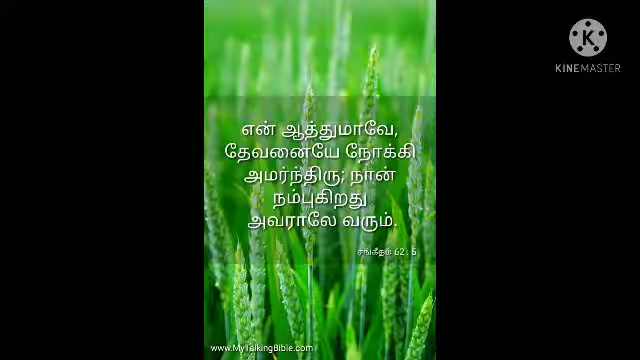 KINEMASTER
என் ஆத்துமாவே,
தேவனையே நோக்கி
அமர்ந்திரு; நான்
நம்புகிறது
அவராலே வரும்.
சங்கீதம் 62 : 5
www.MyTalkingBible.com